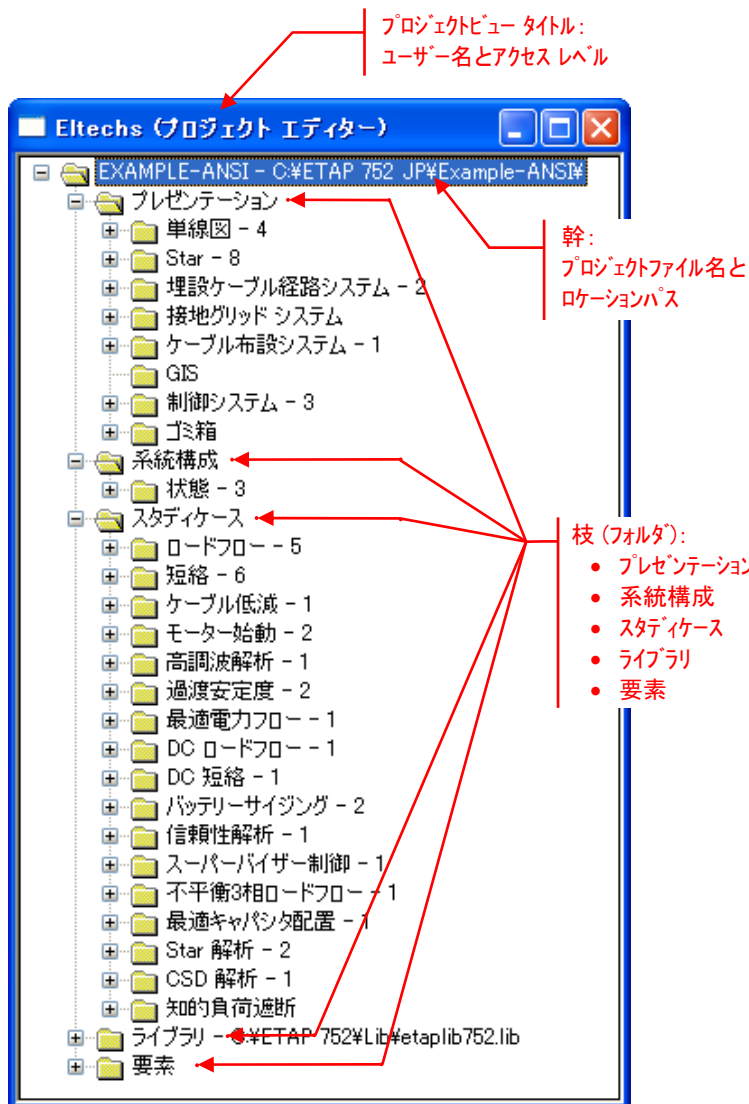 プロジェクトビュー タイトル:
ユーザー名とアクセス レベル
Eltechs (プロジェクト エディター)
EXAMPLE-ANSI - C:¥ETAP 752 JP¥Example-ANSI¥
プレゼンテーション
単線図 - 4
Star - 8
埋設ケーブル経路システム - 2
接地グリッド システム
ケーブル布設システム - 1
GIS
制御システム - 3
ゴミ箱
系統構成
状態 - 3
スタディケース
ロードフロー - 5
短絡 - 6
ケーブル低減 - 1
モーター始動 - 2
高調波解析 - 1
過渡安定度 - 2
最適電力フロー - 1
DC ロードフロー - 1
DC 短絡 - 1
バッテリーサイジング - 2
信頼性解析 - 1
スーパーバイザー制御 - 1
不平衡3相ロードフロー - 1
最適キャパシタ配置 - 1
Star 解析 - 2
CSD 解析 - 1
知的負荷遮断
ライブラリ - C:¥ETAP 752¥Lib¥etaplib752.lib
要素
幹:
プロジェクトファイル名と
ロケーションパス
枝 (フォルダ):
• プレゼンテーション
• 系統構成
• スタディケース
• ライブラリ
• 要素